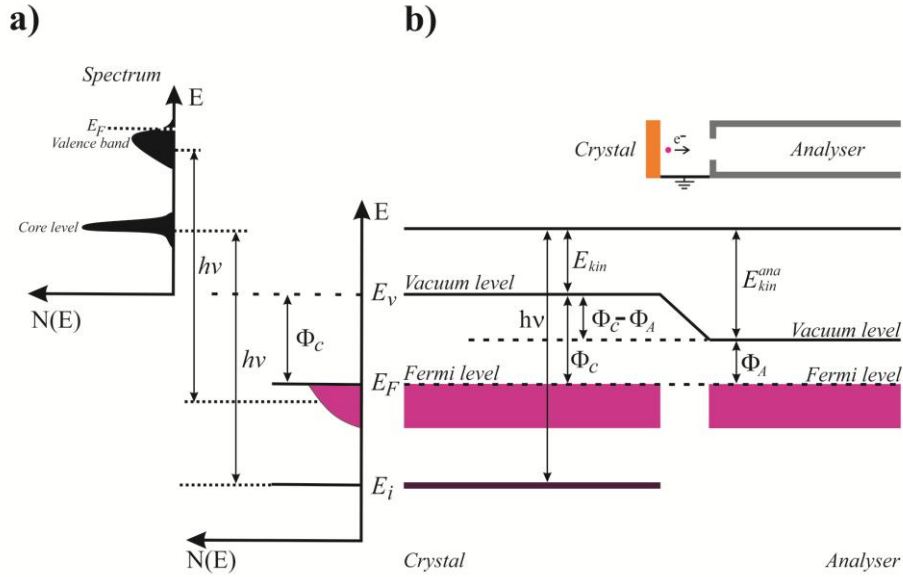 a)
Spectrum
E
E_F
Valence band
Core level
hν
hν
N(E)
E
E_v
Φ_c
E_F
E_i
N(E)
b)
Crystal
e-
Analyser
E_kin
E_kin^ana
Vacuum level
hν
Φ_C-Φ_A
Φ_C
Vacuum level
Φ_A
Fermi level
Fermi level
Crystal
Analyser